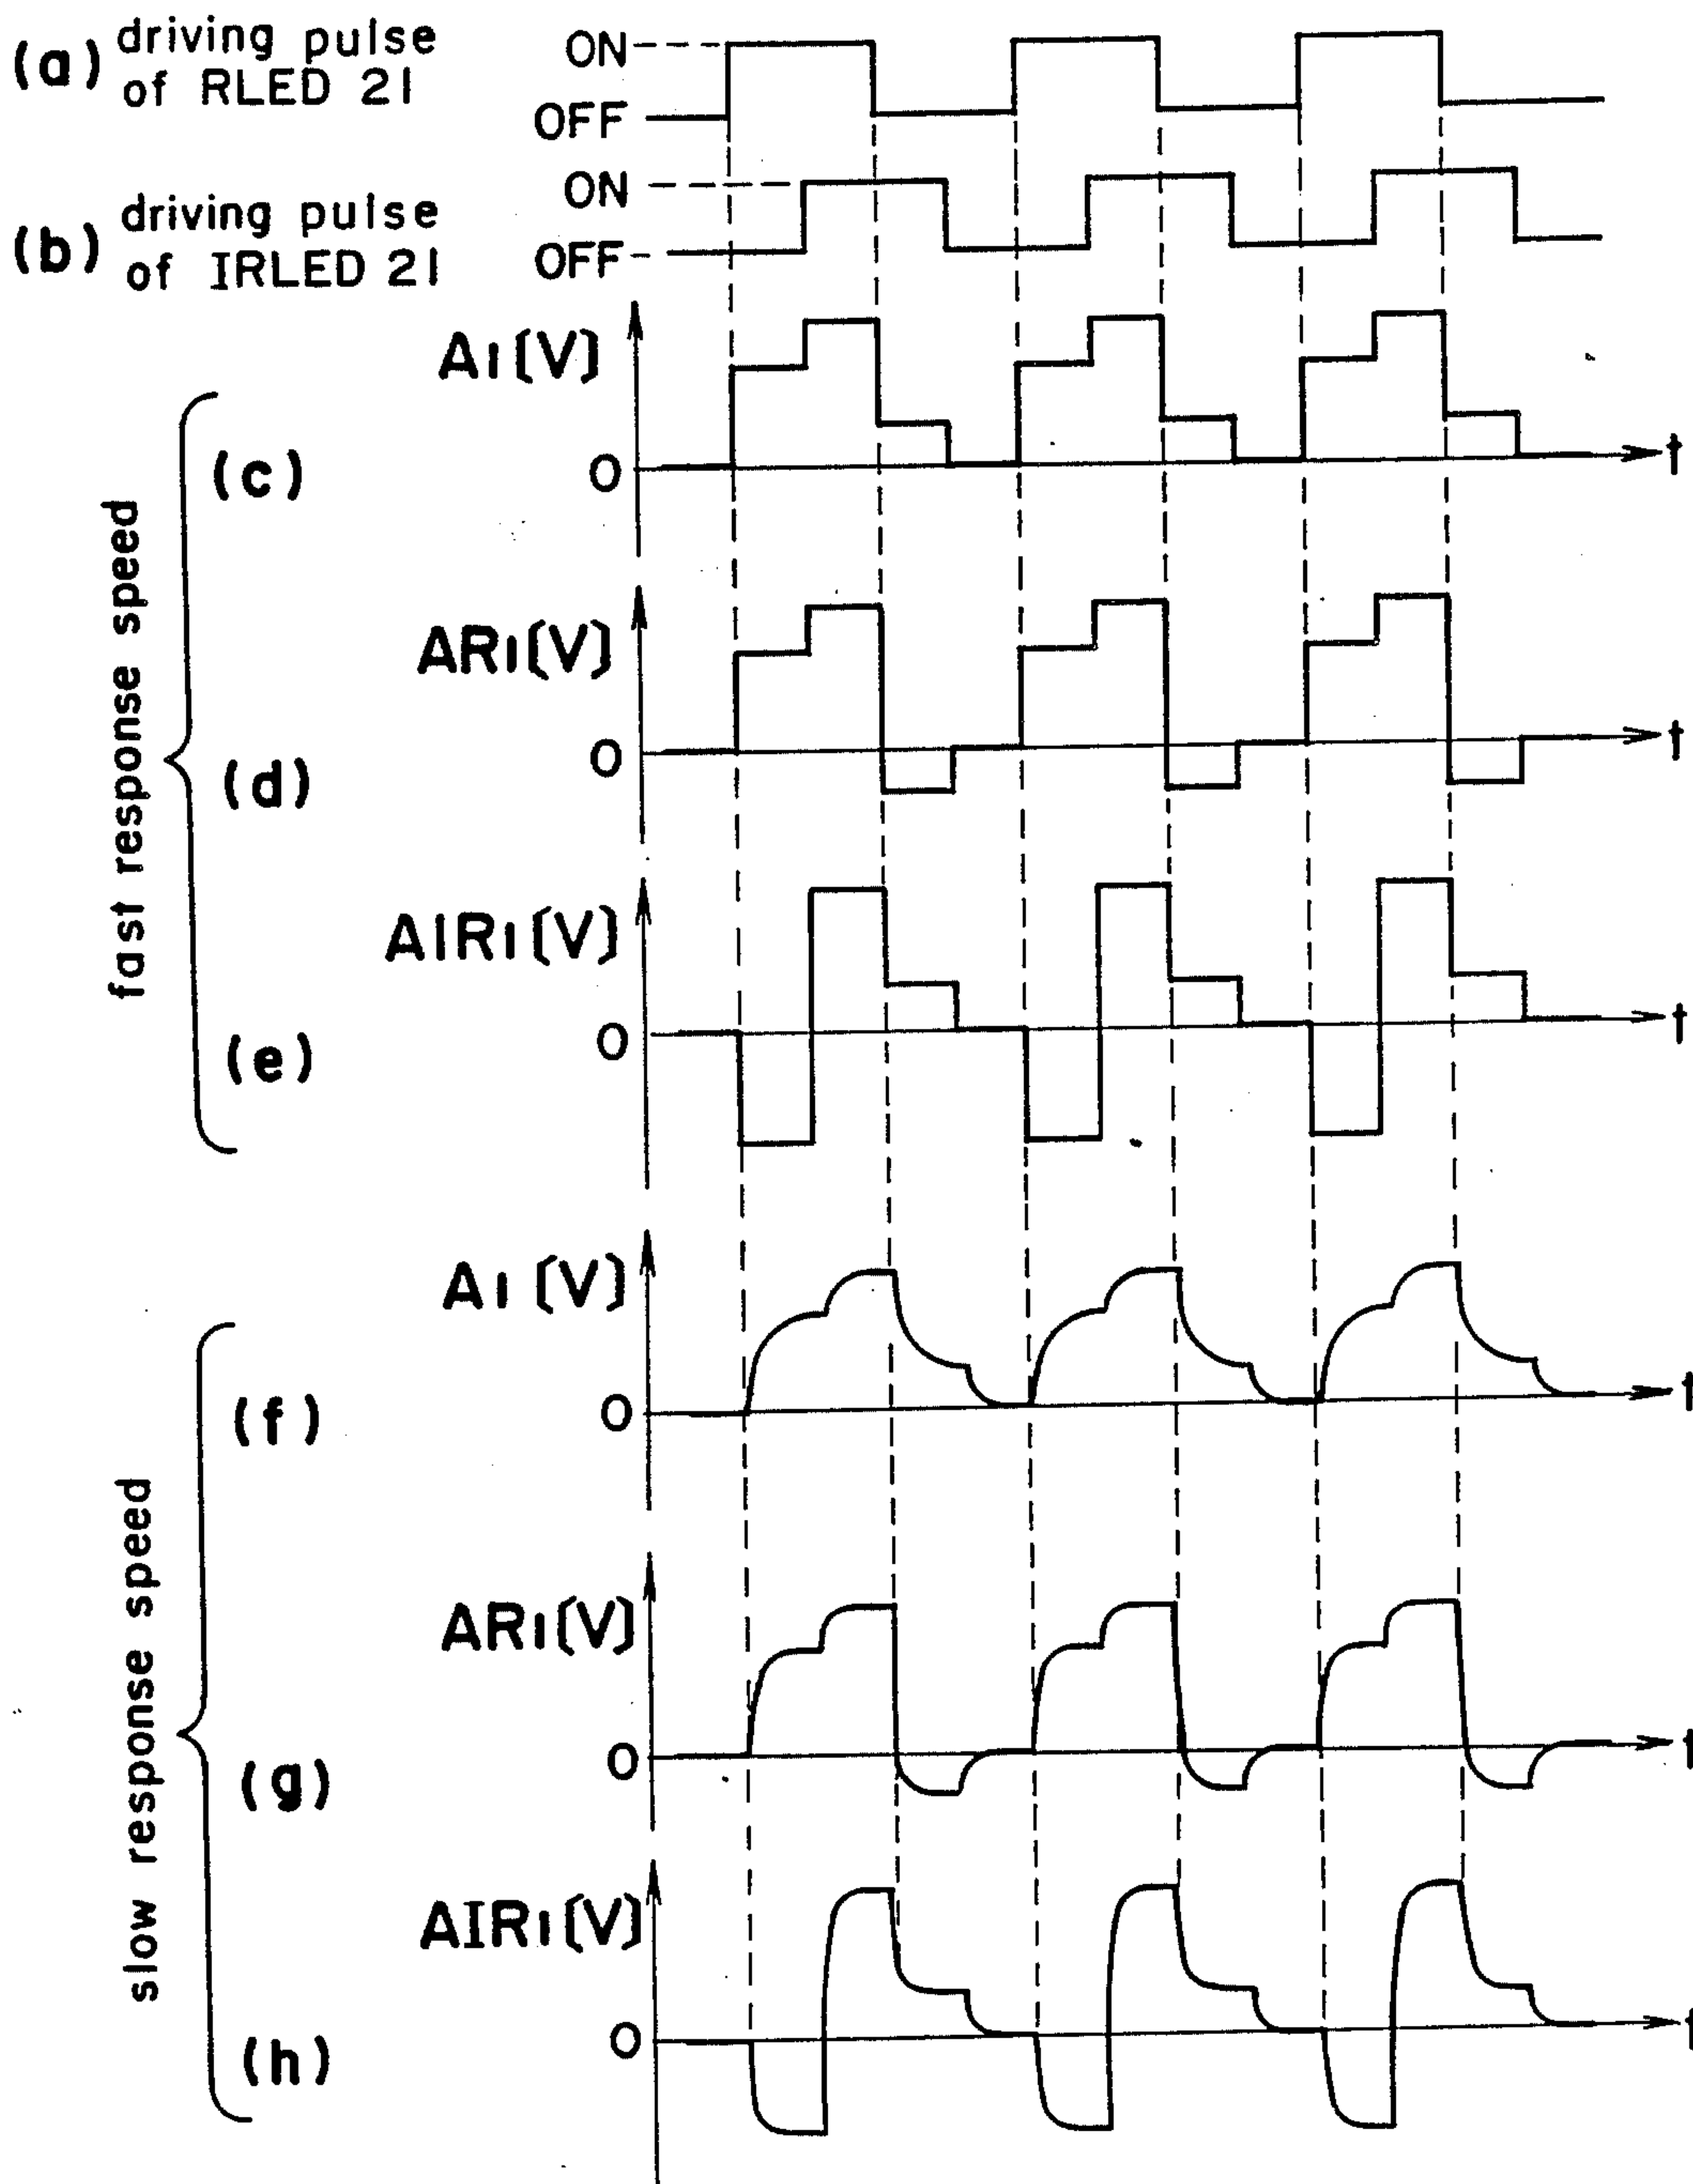 (a) driving pulse
of RLED 21
ON
OFF
(b) driving pulse
of IRLED 21
ON
OFF
fast response speed
A1(V)
(c)
0
t
AR1(V)
(d)
0
t
AIR1(V)
(e)
0
t
slow response speed
A1(V)
(f)
0
t
AR1(V)
(g)
0
t
AIR1(V)
(h)
0
t